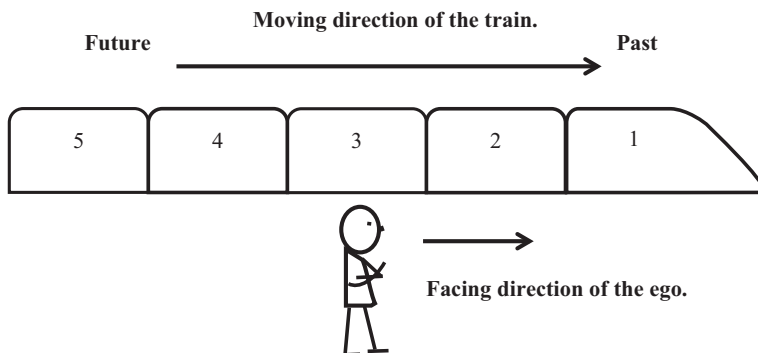 Moving direction of the train.
Future Past
5 4 3 2 1
Facing direction of the ego.